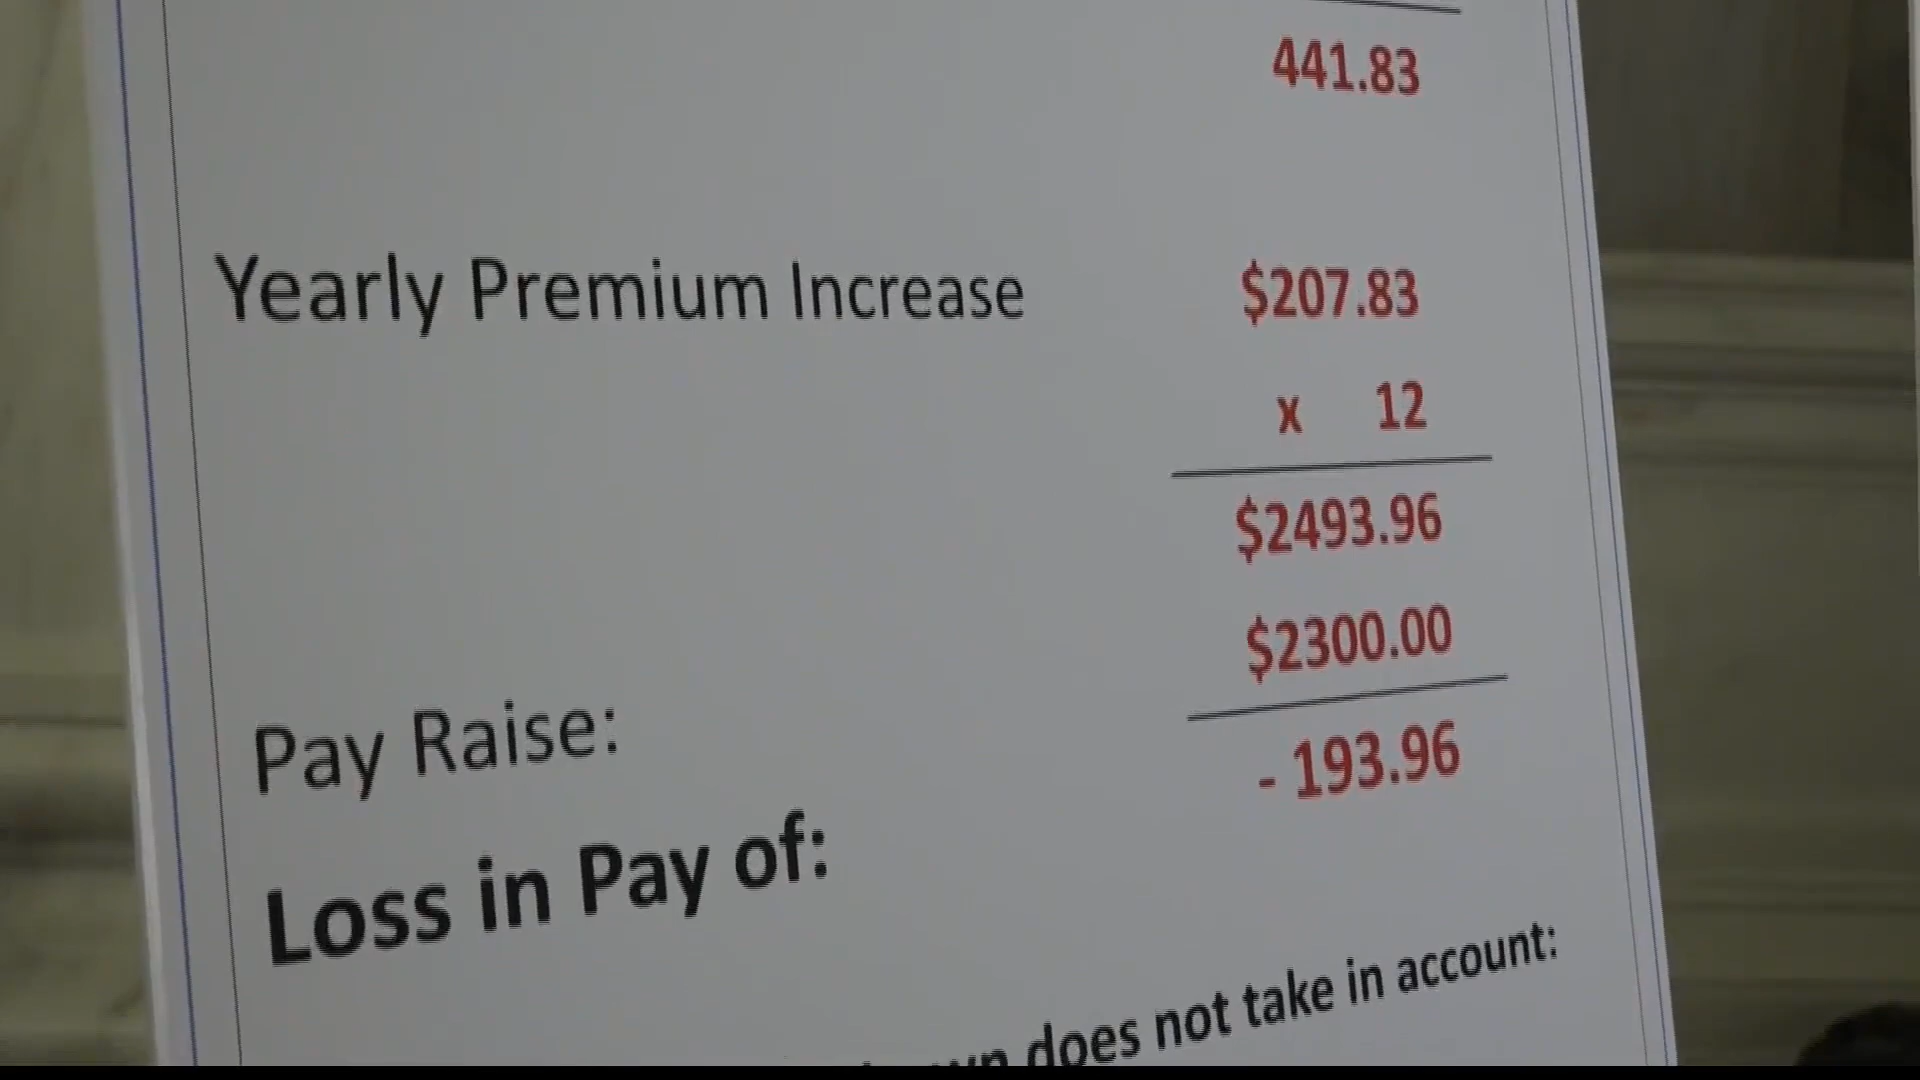 441.83
Yearly Premium Increase $207.83
x 12
$2493.96
$2300.00
Pay Raise:
- 193.96
Loss in Pay of:
does not take in account: